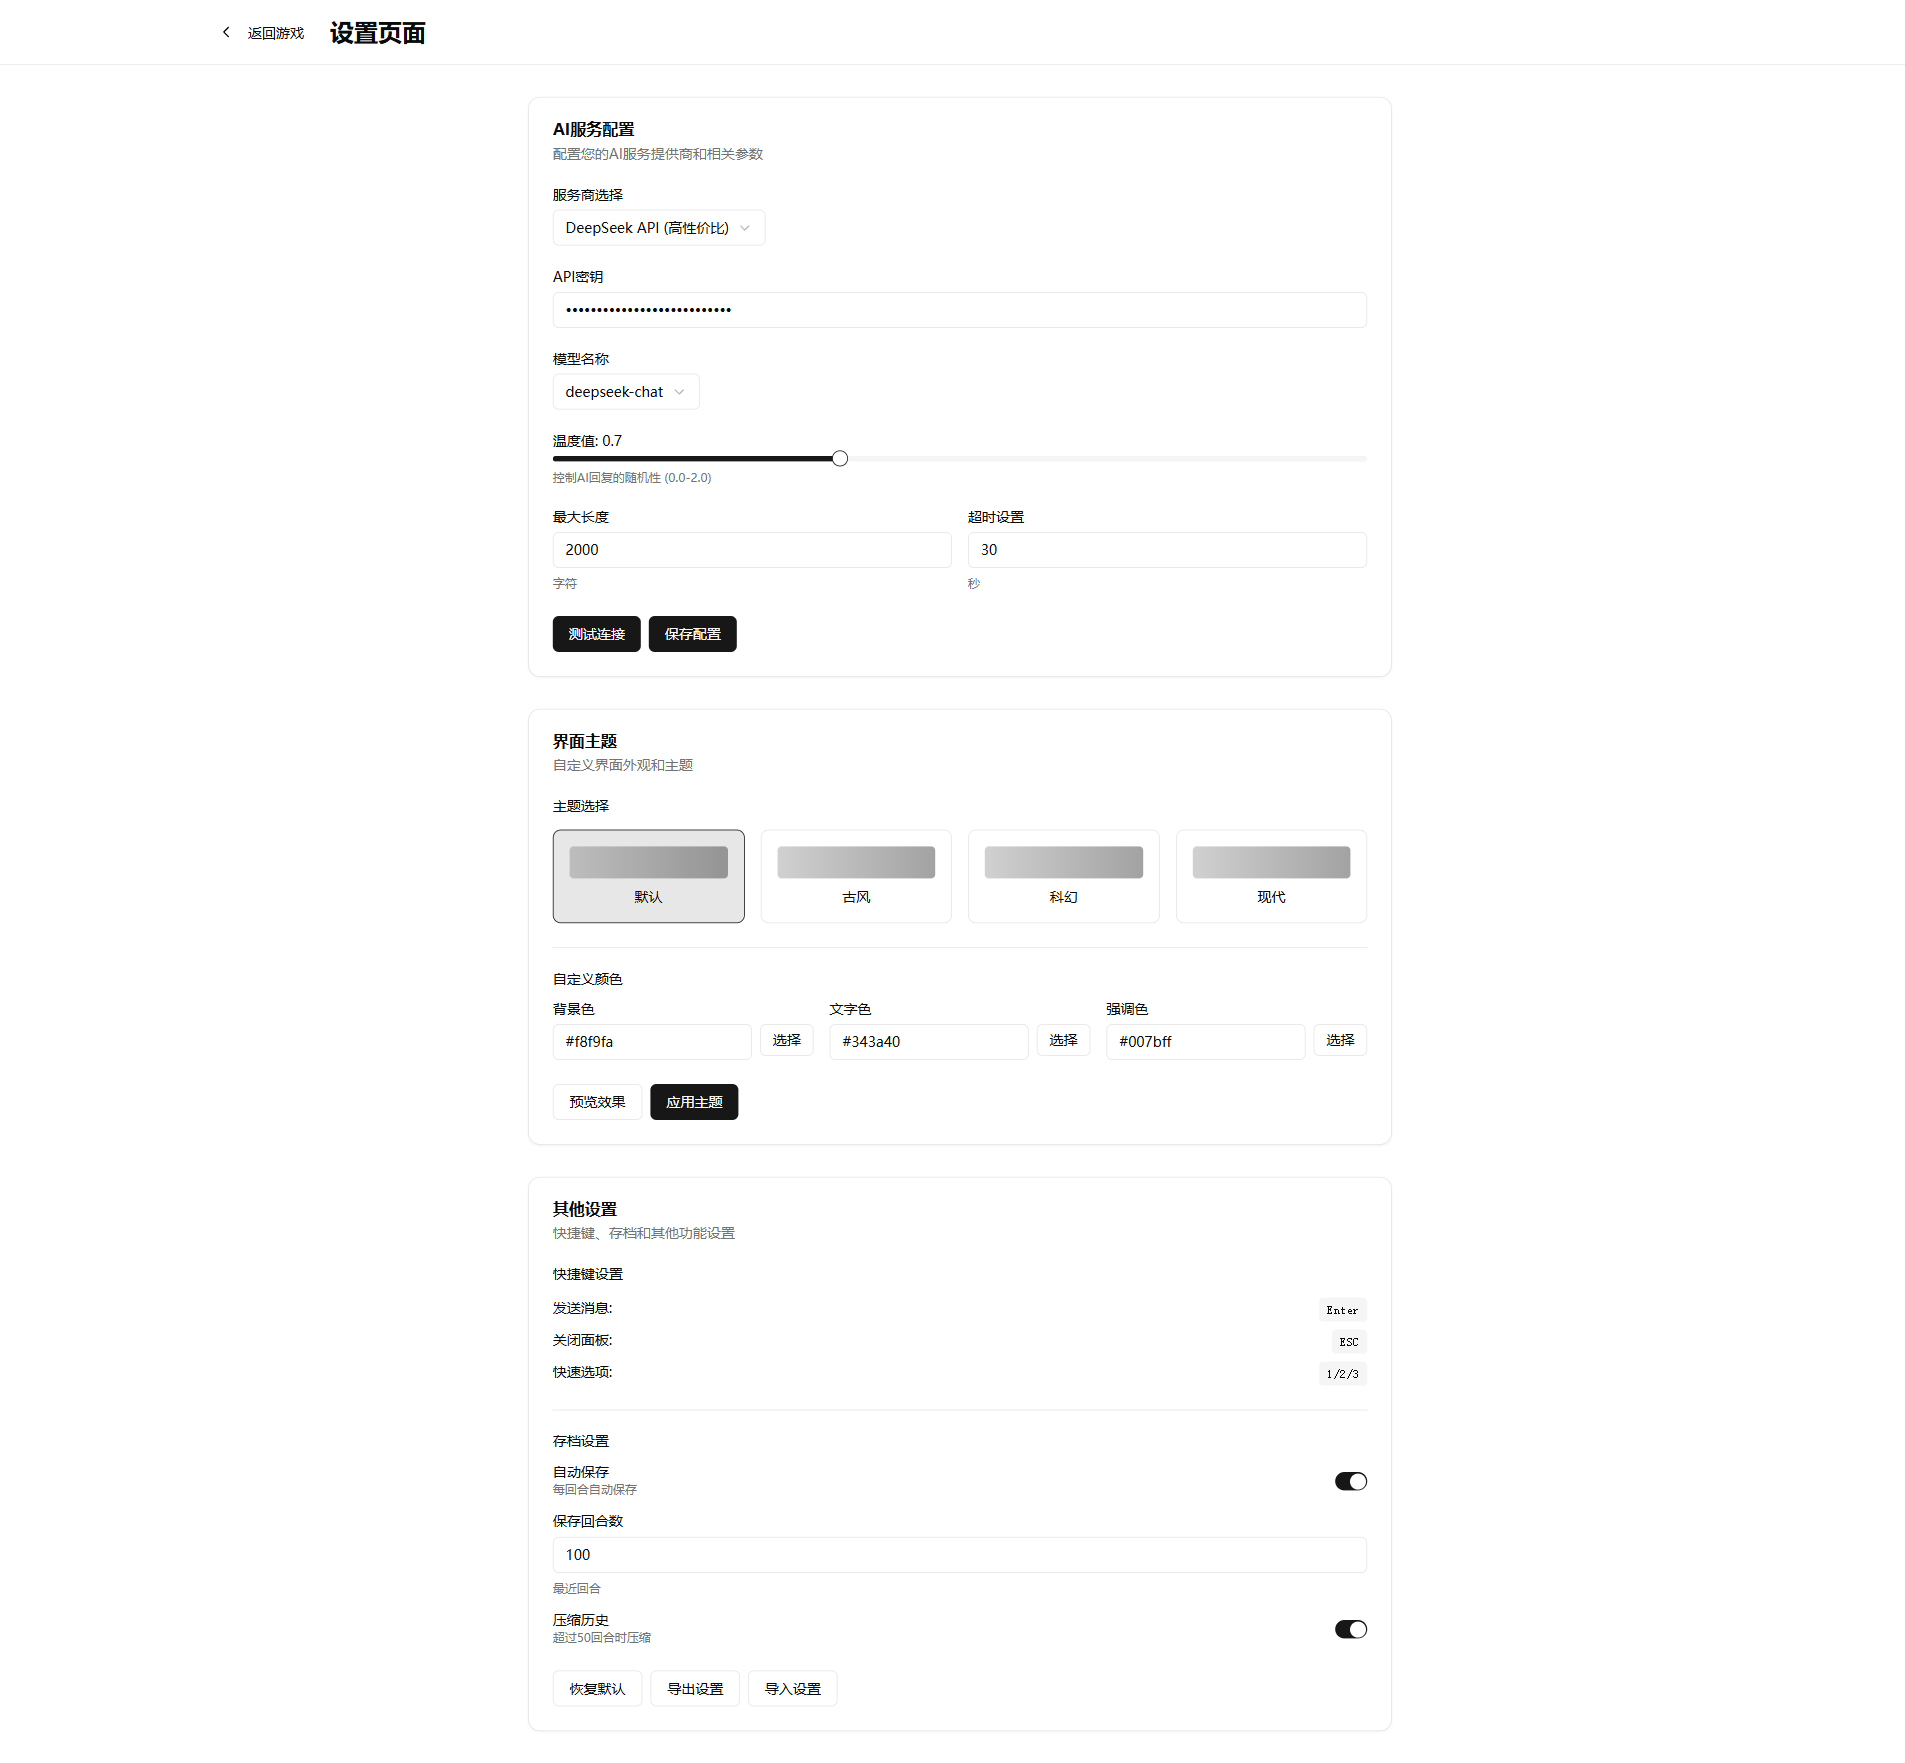 返回游戏 设置页面
AI服务配置
配置您的AI服务提供商和相关参数
服务商选择
DeepSeek API (高性价比)
API密钥
•••••••••••••••••••••••••••
模型名称
deepseek-chat
温度值: 0.7
控制AI回复的随机性 (0.0-2.0)
最大长度 超时设置
2000 30
字符 秒
测试连接 保存配置
界面主题
自定义界面外观和主题
主题选择
默认 古风 科幻 现代
自定义颜色
背景色 文字色 强调色
#f8f9fa 选择 #343a40 选择 #007bff 选择
预览效果 应用主题
其他设置
快捷键、存档和其他功能设置
快捷键设置
发送消息: Enter
关闭面板: ESC
快速选项: 1/2/3
存档设置
自动保存
每回合自动保存
保存回合数
100
最近回合
压缩历史
超过50回合时压缩
恢复默认 导出设置 导入设置